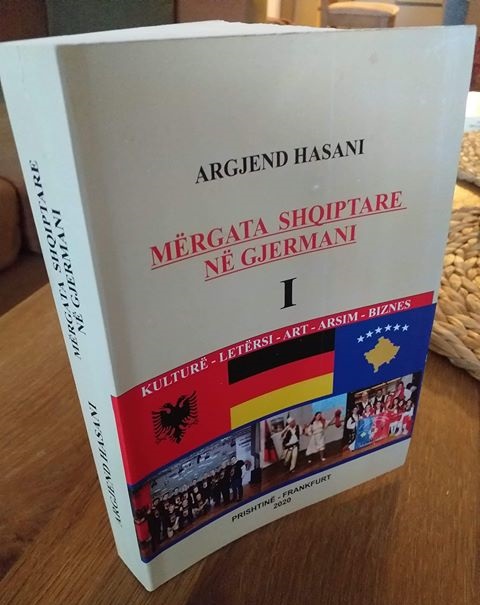 ARGJEND HASANI
MËRGATA SHQIPTARE
NË GJERMANI
I
KULTURË - LETËRSI - ART - ARSIM - BIZNES
PRISHTINË - FRANKFURT
2020
MËRGATA SHQIPTARE
NË GJERMANI
ARGJEND HASANI